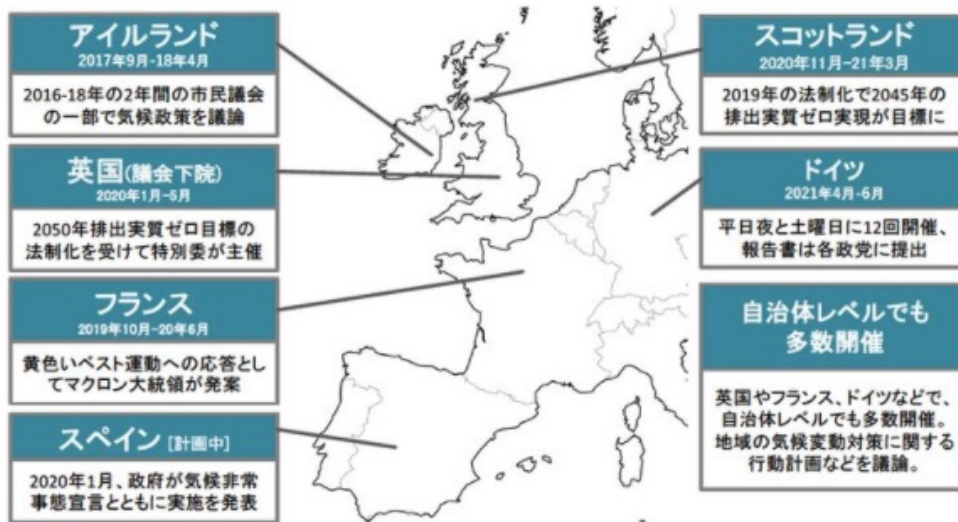 アイルランド
2017年9月-18年4月
2016-18年の2年間の市民議会
の一部で気候政策を議論
英国(議会下院)
2020年1月-5月
2050年排出実質ゼロ目標の
法制化を受けて特別委が主催
フランス
2019年10月-20年6月
黄色いベスト運動への応答とし
てマクロン大統領が発案
スペイン [計画中]
2020年1月、政府が気候非常
事態宣言とともに実施を発表
スコットランド
2020年11月-21年3月
2019年の法制化で2045年の
排出実質ゼロ実現が目標に
ドイツ
2021年4月-6月
平日夜と土曜日に12回開催、
報告書は各政党に提出
自治体レベルでも
多数開催
英国やフランス、ドイツなどで、
自治体レベルでも多数開催。
地域の気候変動対策に関する
行動計画などを議論。